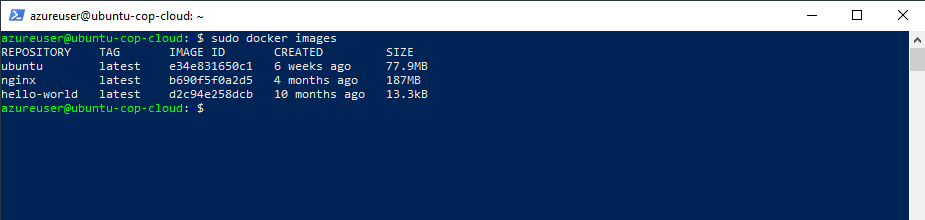 azureuser@ubuntu-cop-cloud: ~
azureuser@ubuntu-cop-cloud: $ sudo docker images
REPOSITORY TAG IMAGE ID CREATED SIZE
ubuntu latest e34e831650c1 6 weeks ago 77.9MB
nginx latest b690f5f0a2d5 4 months ago 187MB
hello-world latest d2c94e258dcb 10 months ago 13.3kB
azureuser@ubuntu-cop-cloud: $